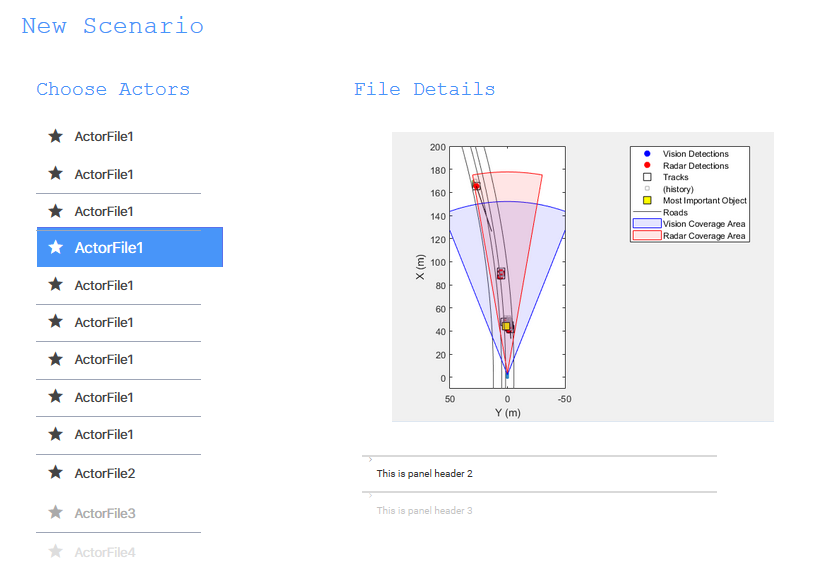 New Scenario
Choose Actors
ActorFile1
ActorFile1
ActorFile1
ActorFile1
ActorFile1
ActorFile1
ActorFile1
ActorFile1
ActorFile1
ActorFile2
ActorFile3
ActorFile4
File Details
200
180
160
140
120
100
80
60
40
20
0
X (m)
50 0 -50
Y (m)
Vision Detections
Radar Detections
Tracks
(history)
Most Important Object
Roads
Vision Coverage Area
Radar Coverage Area
This is panel header 2
This is panel header 3